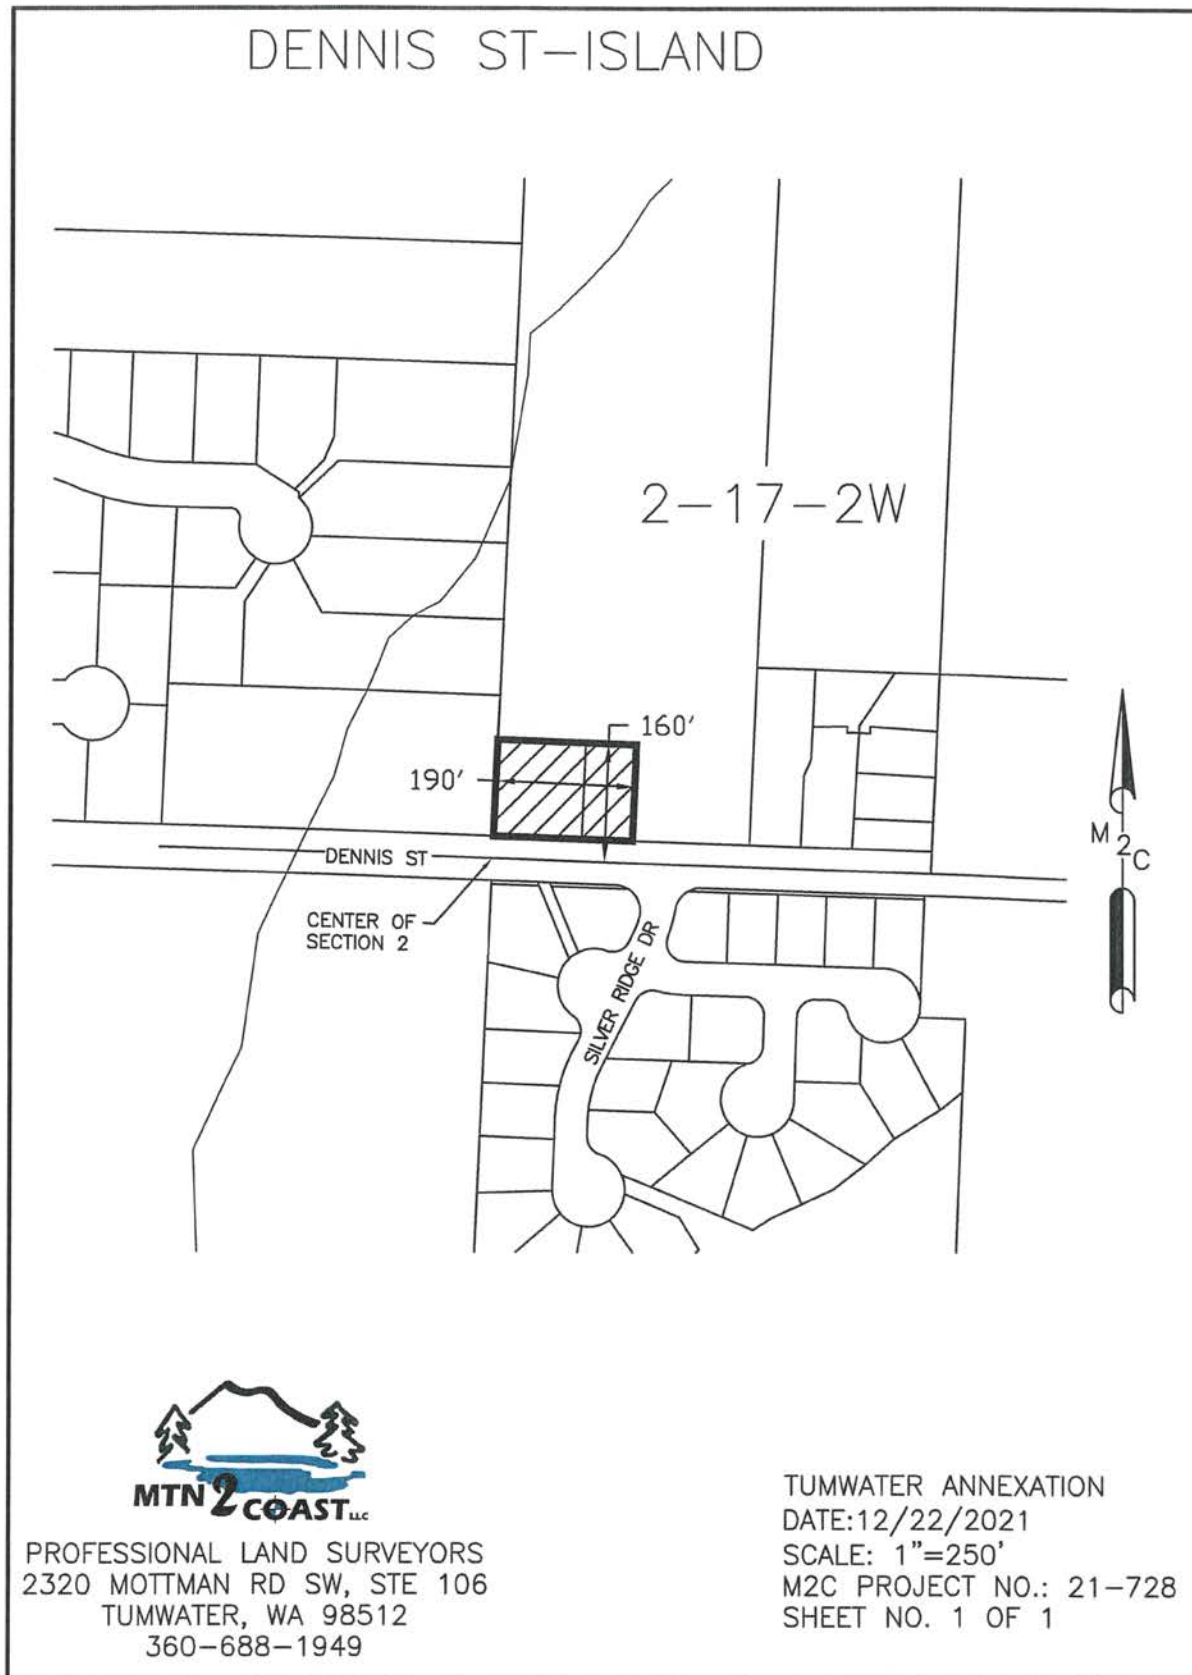 DENNIS ST-ISLAND
2-17-2W
160'
190'
DENNIS ST
CENTER OF
SECTION 2
SILVER RIDGE DR
M2C
MTN 2 COAST LLC
PROFESSIONAL LAND SURVEYORS
2320 MOTTMAN RD SW, STE 106
TUMWATER, WA 98512
360-688-1949
TUMWATER ANNEXATION
DATE:12/22/2021
SCALE: 1"=250'
M2C PROJECT NO.: 21-728
SHEET NO. 1 OF 1